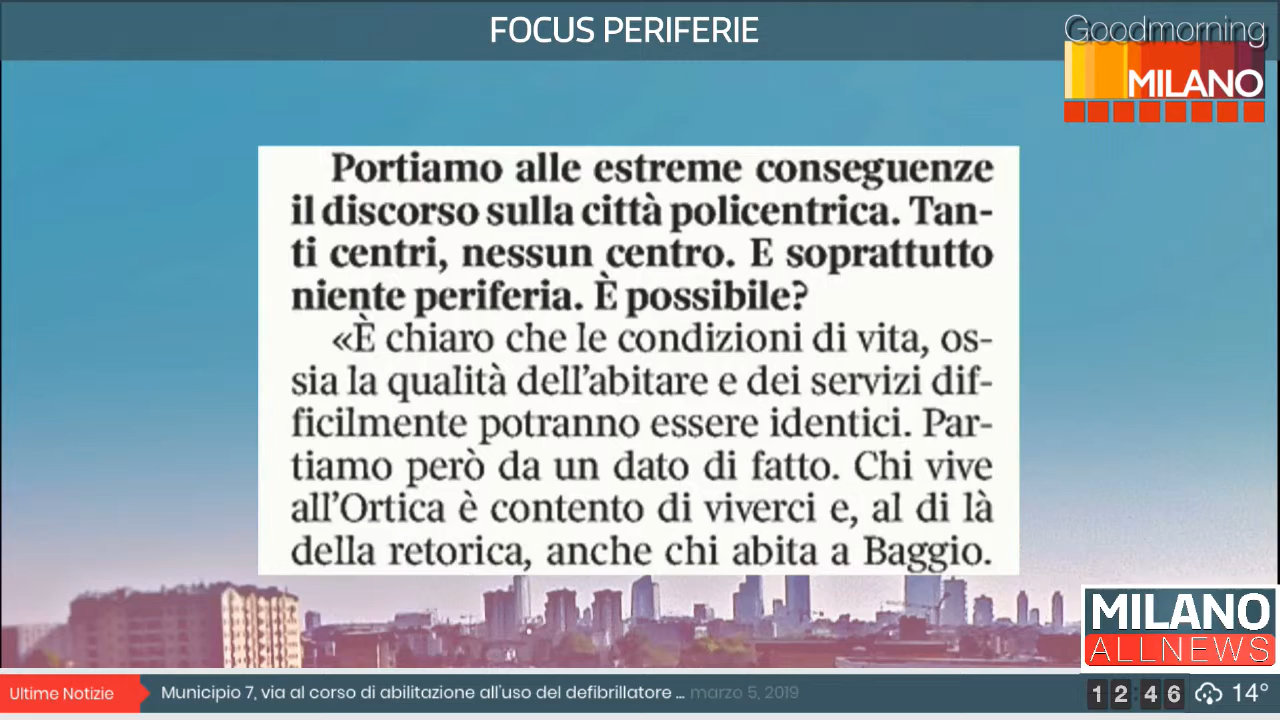 FOCUS PERIFERIE
Goodmorning
MILANO
Portiamo alle estreme conseguenze
il discorso sulla città policentrica. Tan-
ti centri, nessun centro. E soprattutto
niente periferia. È possibile?
«È chiaro che le condizioni di vita, os-
sia la qualità dell'abitare e dei servizi dif-
ficilmente potranno essere identici. Par-
tiamo però da un dato di fatto. Chi vive
all'Ortica è contento di viverci e, al di là
della retorica, anche chi abita a Baggio.
MILANO
ALLNEWS
Ultime Notizie Municipio 7, via al corso di abilitazione all'uso del defibrillatore ... marzo 5, 2019 12:46 14°